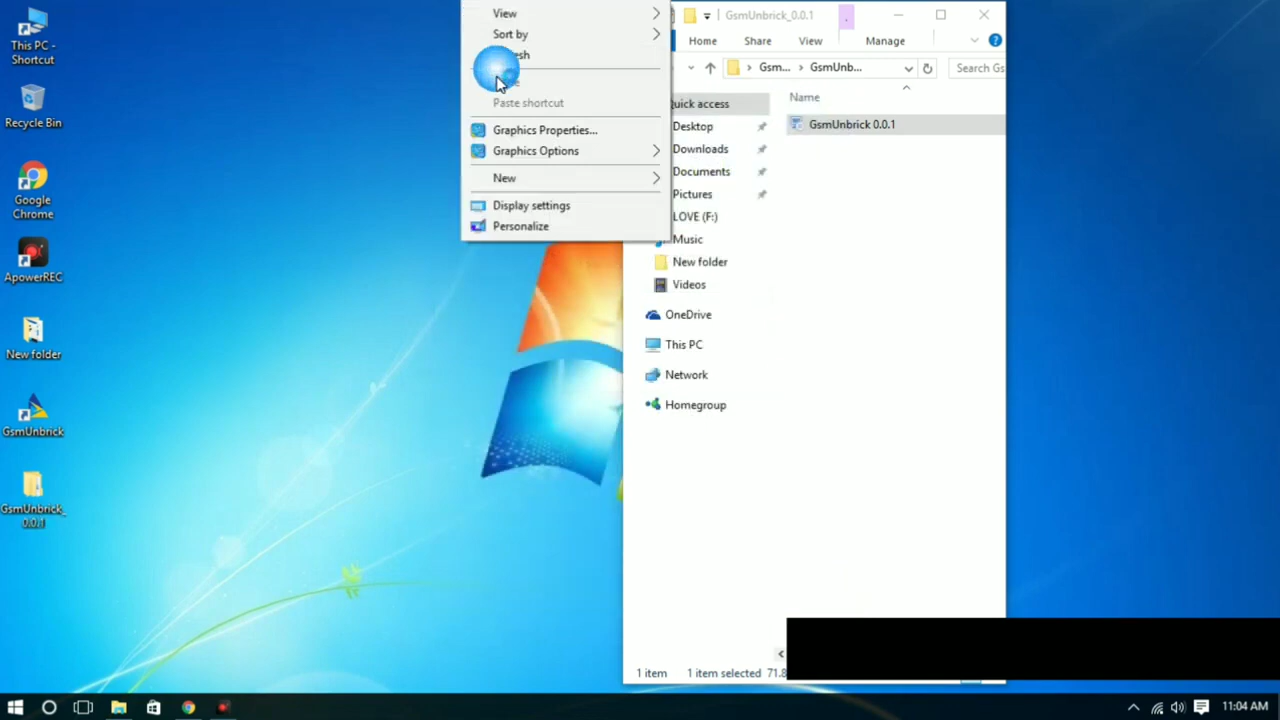 This PC -
Shortcut
Recycle Bin
Google
Chrome
ApowerREC
New folder
GsmUnbrick
GsmUnbrick_
0.0.1
View
Sort by
Paste shortcut
Graphics Properties...
Graphics Options
New
Display settings
Personalize
GsmUnbrick_0.0.1
Home
Share
View
Manage
Gsm...
GsmUnb...
Search Gs
Quick access
Desktop
Downloads
Documents
Pictures
LOVE (F:)
Music
New folder
Videos
OneDrive
This PC
Network
Homegroup
Name
GsmUnbrick 0.0.1
1 item
1 item selected
71.8
11:04 AM